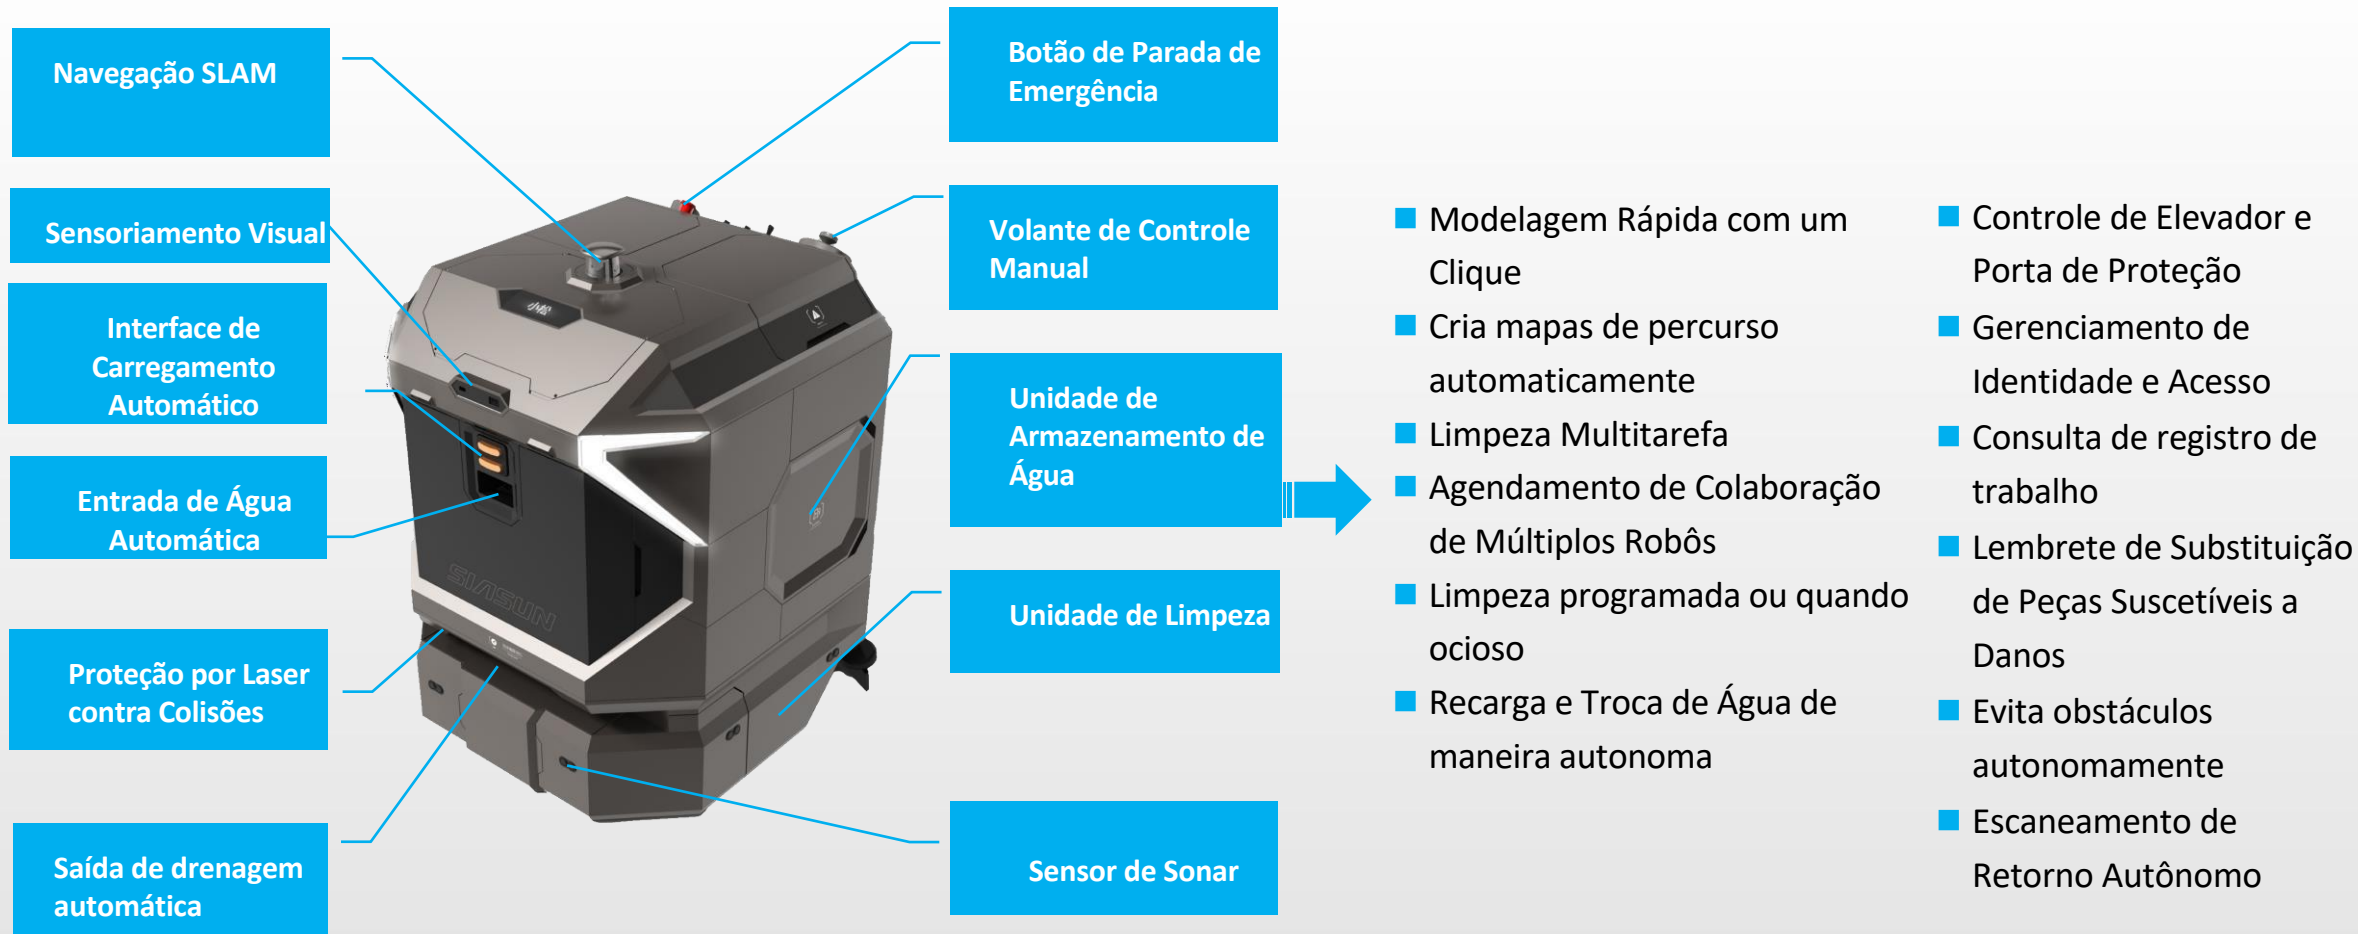 Navegação SLAM
Sensoriamento Visual
Interface de
Carregamento
Automático
Entrada de Água
Automática
Proteção por Laser
contra Colisões
Saída de drenagem
automática
SIASUN
Botão de Parada de
Emergência
Volante de Controle
Manual
Unidade de
Armazenamento de
Água
Unidade de Limpeza
Sensor de Sonar
Modelagem Rápida com um
Clique
Cria mapas de percurso
automaticamente
Limpeza Multitarefa
Agendamento de Colaboração
de Múltiplos Robôs
Limpeza programada ou quando
ocioso
Recarga e Troca de Água de
maneira autonoma
Controle de Elevador e
Porta de Proteção
Gerenciamento de
Identidade e Acesso
Consulta de registro de
trabalho
Lembrete de Substituição
de Peças Suscetíveis a
Danos
Evita obstáculos
autonomamente
Escaneamento de
Retorno Autônomo